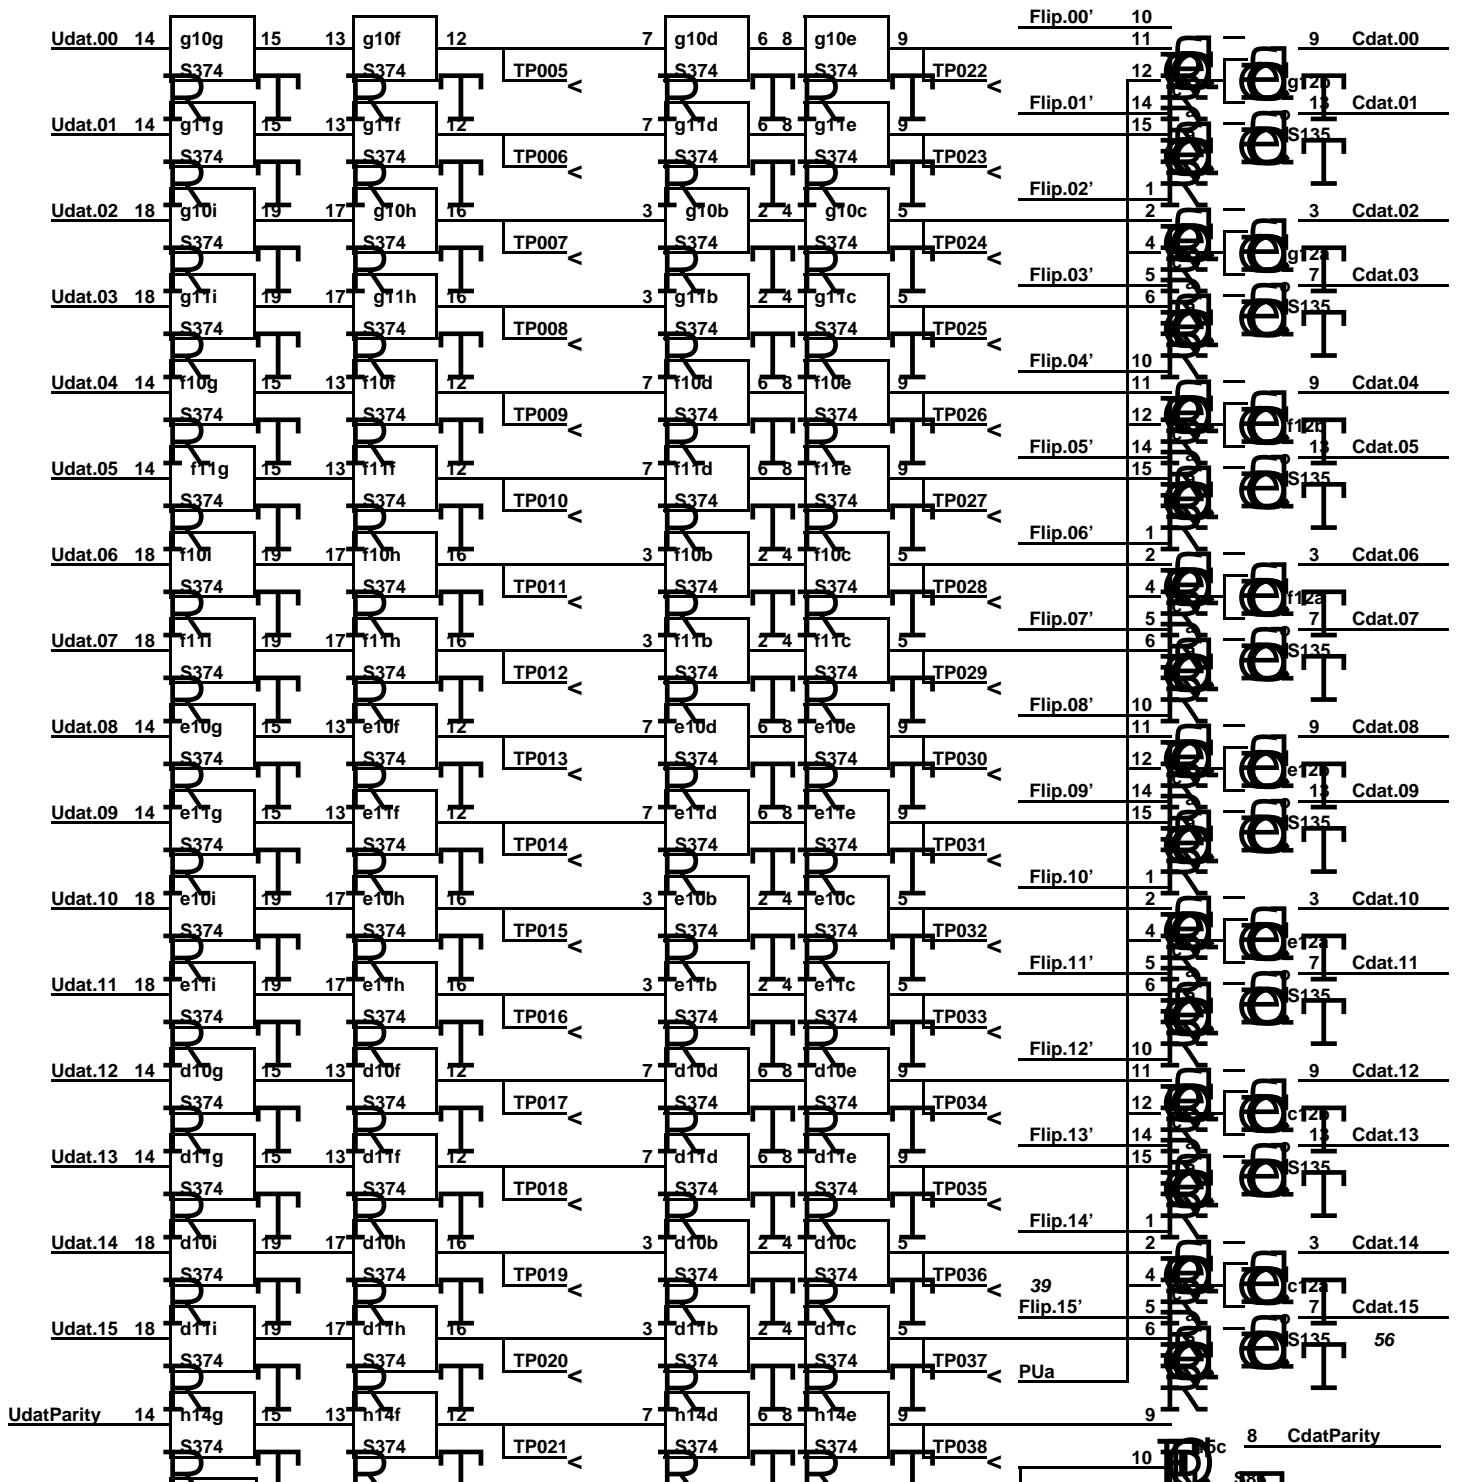 Flip.00’ 10
Udat.00 14 g10g 15 13 g10f 12 7 g10d 6 8 g10e 9 11 9 Cdat.00
S374 S374 TP005 < S374 S374 TP022 < 12 g12b
Flip.01’ 14 13 Cdat.01
Udat.01 14 g11g 15 13 g11f 12 7 g11d 6 8 g11e 9 15 S135
S374 S374 TP006 < S374 S374 TP023 <
Flip.02’ 1
Udat.02 18 g10i 19 17 g10h 16 3 g10b 2 4 g10c 5 2 3 Cdat.02
S374 S374 TP007 < S374 S374 TP024 < 4 g12a
Flip.03’ 5 7 Cdat.03
Udat.03 18 g11i 19 17 g11h 16 3 g11b 2 4 g11c 5 6 S135
S374 S374 TP008 < S374 S374 TP025 <
Flip.04’ 10
Udat.04 14 f10g 15 13 f10f 12 7 f10d 6 8 f10e 9 11 9 Cdat.04
S374 S374 TP009 < S374 S374 TP026 < 12 f12b
Flip.05’ 14 13 Cdat.05
Udat.05 14 f11g 15 13 f11f 12 7 f11d 6 8 f11e 9 15 S135
S374 S374 TP010 < S374 S374 TP027 <
Flip.06’ 1
Udat.06 18 f10i 19 17 f10h 16 3 f10b 2 4 f10c 5 2 3 Cdat.06
S374 S374 TP011 < S374 S374 TP028 < 4 f12a
Flip.07’ 5 7 Cdat.07
Udat.07 18 f11i 19 17 f11h 16 3 f11b 2 4 f11c 5 6 S135
S374 S374 TP012 < S374 S374 TP029 <
Flip.08’ 10
Udat.08 14 e10g 15 13 e10f 12 7 e10d 6 8 e10e 9 11 9 Cdat.08
S374 S374 TP013 < S374 S374 TP030 < 12 e12b
Flip.09’ 14 13 Cdat.09
Udat.09 14 e11g 15 13 e11f 12 7 e11d 6 8 e11e 9 15 S135
S374 S374 TP014 < S374 S374 TP031 <
Flip.10’ 1
Udat.10 18 e10i 19 17 e10h 16 3 e10b 2 4 e10c 5 2 3 Cdat.10
S374 S374 TP015 < S374 S374 TP032 < 4 e12a
Flip.11’ 5 7 Cdat.11
Udat.11 18 e11i 19 17 e11h 16 3 e11b 2 4 e11c 5 6 S135
S374 S374 TP016 < S374 S374 TP033 <
Flip.12’ 10
Udat.12 14 d10g 15 13 d10f 12 7 d10d 6 8 d10e 9 11 9 Cdat.12
S374 S374 TP017 < S374 S374 TP034 < 12 c12b
Flip.13’ 14 13 Cdat.13
Udat.13 14 d11g 15 13 d11f 12 7 d11d 6 8 d11e 9 15 S135
S374 S374 TP018 < S374 S374 TP035 <
Flip.14’ 1
Udat.14 18 d10i 19 17 d10h 16 3 d10b 2 4 d10c 5 2 3 Cdat.14
S374 S374 TP019 < S374 S374 TP036 < 39 4 c12a
Flip.15’ 5 7 Cdat.15
Udat.15 18 d11i 19 17 d11h 16 3 d11b 2 4 d11c 5 6 S135 56
S374 S374 TP020 < S374 S374 TP037 < PUa
UdatParity 14 h14g 15 13 h14f 12 7 h14d 6 8 h14e 9 9 8 CdatParity
S374 S374 TP021 < S374 S374 TP038 < 10